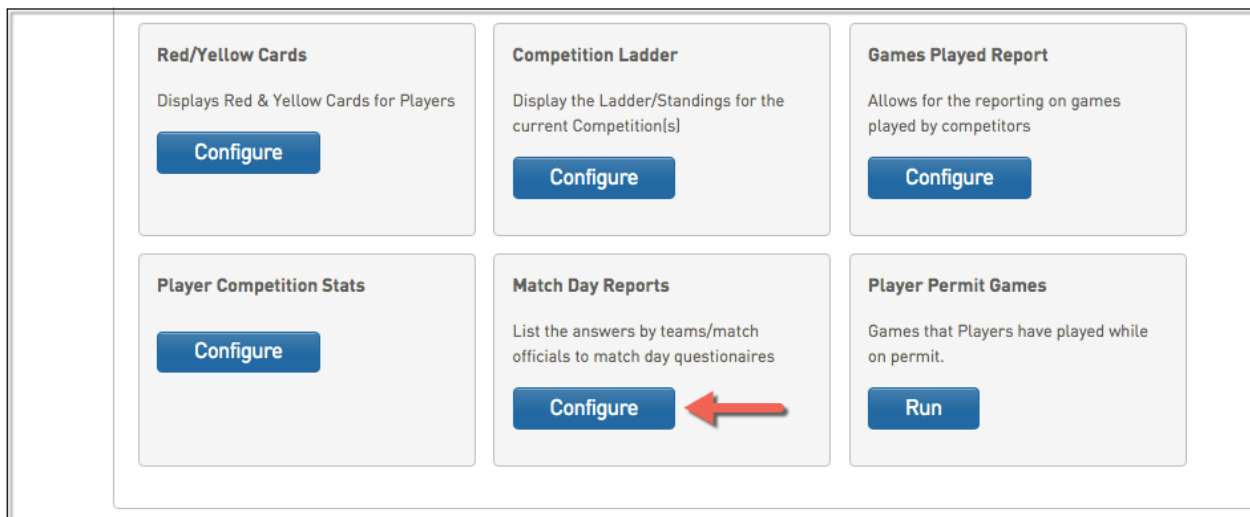 Red/Yellow Cards
Displays Red & Yellow Cards for Players
Configure
Competition Ladder
Display the Ladder/Standings for the
current Competition(s)
Configure
Games Played Report
Allows for the reporting on games
played by competitors
Configure
Player Competition Stats
Configure
Match Day Reports
List the answers by teams/match
officials to match day questionaires
Configure
Player Permit Games
Games that Players have played while
on permit.
Run